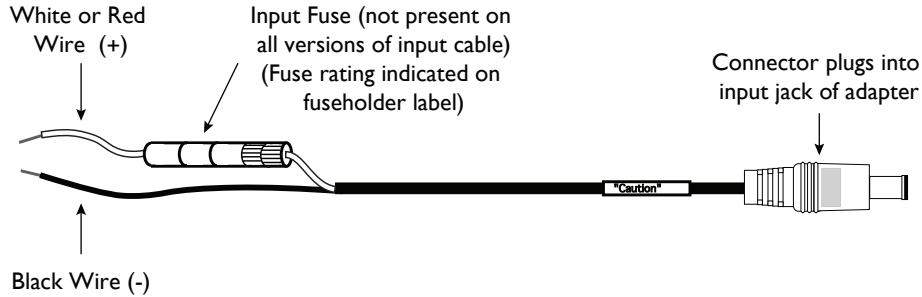 White or Red
Wire (+)
Input Fuse (not present on
all versions of input cable)
(Fuse rating indicated on
fuseholder label)
Connector plugs into
input jack of adapter
"Caution"
Black Wire (-)